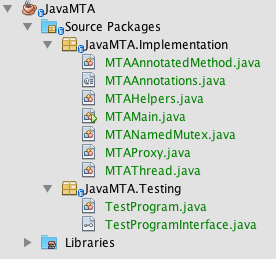 JavaMTA
Source Packages
JavaMTA.Implementation
MTAAnnotatedMethod.java
MTAAnnotations.java
MTAHelpers.java
MTAMain.java
MTANamedMutex.java
MTAProxy.java
MTAThread.java
JavaMTA.Testing
TestProgram.java
TestProgramInterface.java
Libraries